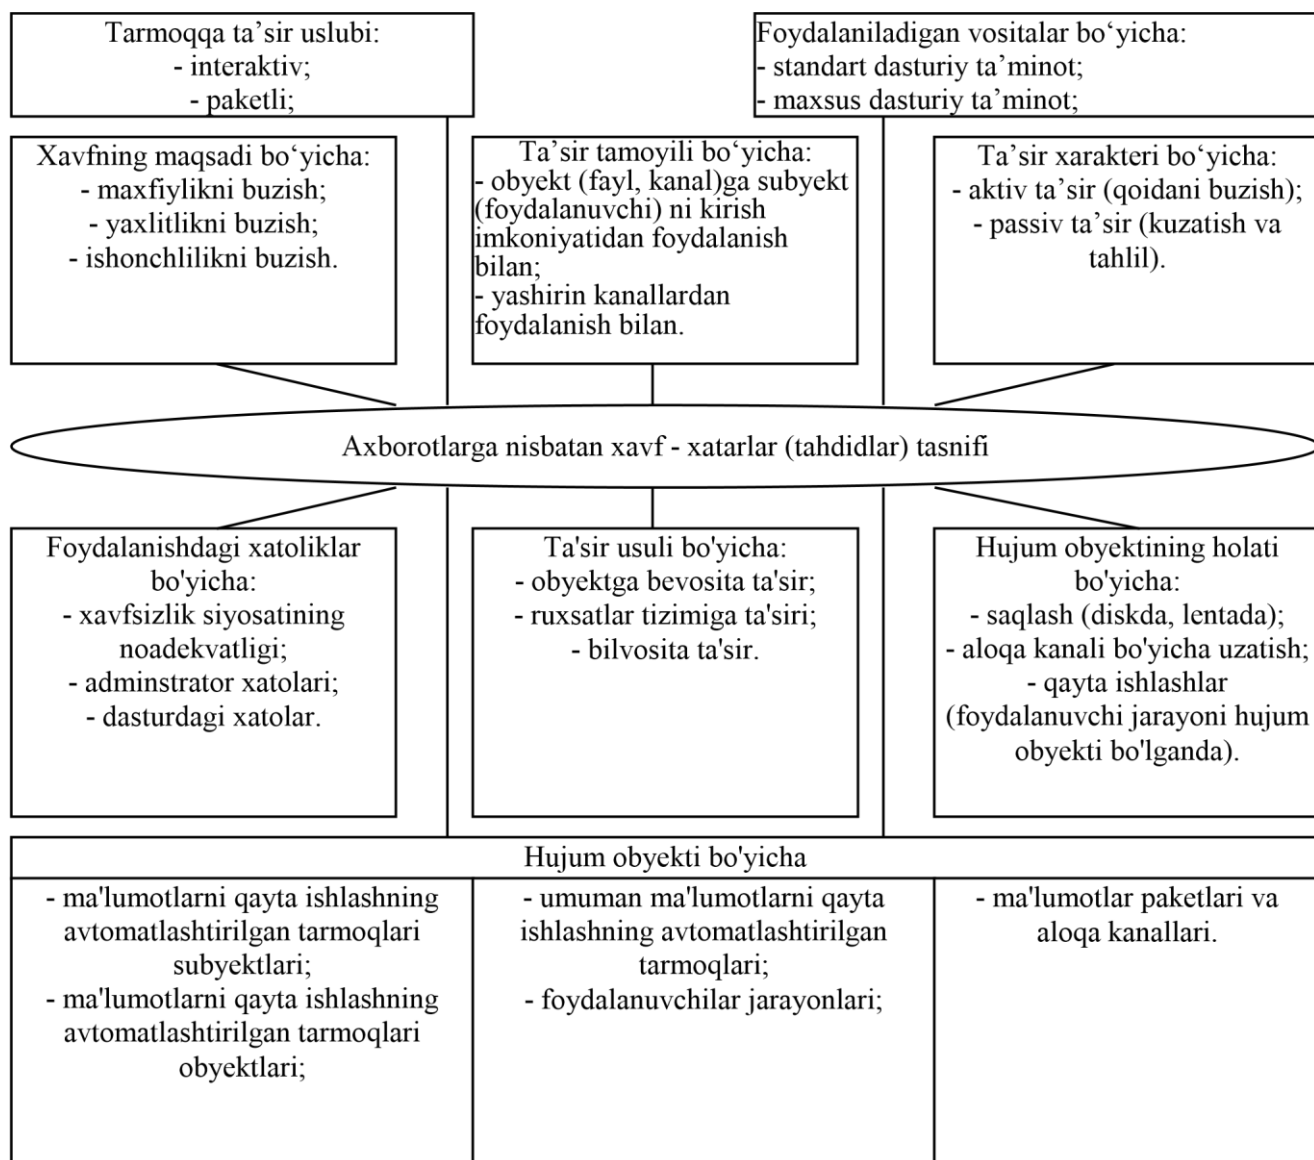 Tarmoqqa ta’sir uslubi:
- interaktiv;
- paketli;
Foydalaniladigan vositalar bo‘yicha:
- standart dasturiy ta’minot;
- maxsus dasturiy ta’minot;
Xavfning maqsadi bo‘yicha:
- maxfiylikni buzish;
- yaxlitlikni buzish;
- ishonchlilikni buzish.
Ta’sir tamoyili bo‘yicha:
- obyekt (fayl, kanal)ga subyekt
(foydalanuvchi) ni kirish
imkoniyatidan foydalanish
bilan;
- yashirin kanallardan
foydalanish bilan.
Ta’sir xarakteri bo‘yicha:
- aktiv ta’sir (qoidani buzish);
- passiv ta’sir (kuzatish va
tahlil).
Axborotlarga nisbatan xavf - xatarlar (tahdidlar) tasnifi
Foydalanishdagi xatoliklar
bo'yicha:
- xavfsizlik siyosatining
noadekvatligi;
- adminstrator xatolari;
- dasturdagi xatolar.
Ta'sir usuli bo'yicha:
- obyektga bevosita ta'sir;
- ruxsatlar tizimiga ta'siri;
- bilvosita ta'sir.
Hujum obyektining holati
bo'yicha:
- saqlash (diskda, lentada);
- aloqa kanali bo'yicha uzatish;
- qayta ishlashlar
(foydalanuvchi jarayoni hujum
obyekti bo'lganda).
Hujum obyekti bo'yicha
- ma'lumotlarni qayta ishlashning
avtomatlashtirilgan tarmoqlari
subyektlari;
- ma'lumotlarni qayta ishlashning
avtomatlashtirilgan tarmoqlari
obyektlari;
- umuman ma'lumotlarni qayta
ishlashning avtomatlashtirilgan
tarmoqlari;
- foydalanuvchilar jarayonlari;
- ma'lumotlar paketlari va
aloqa kanallari.